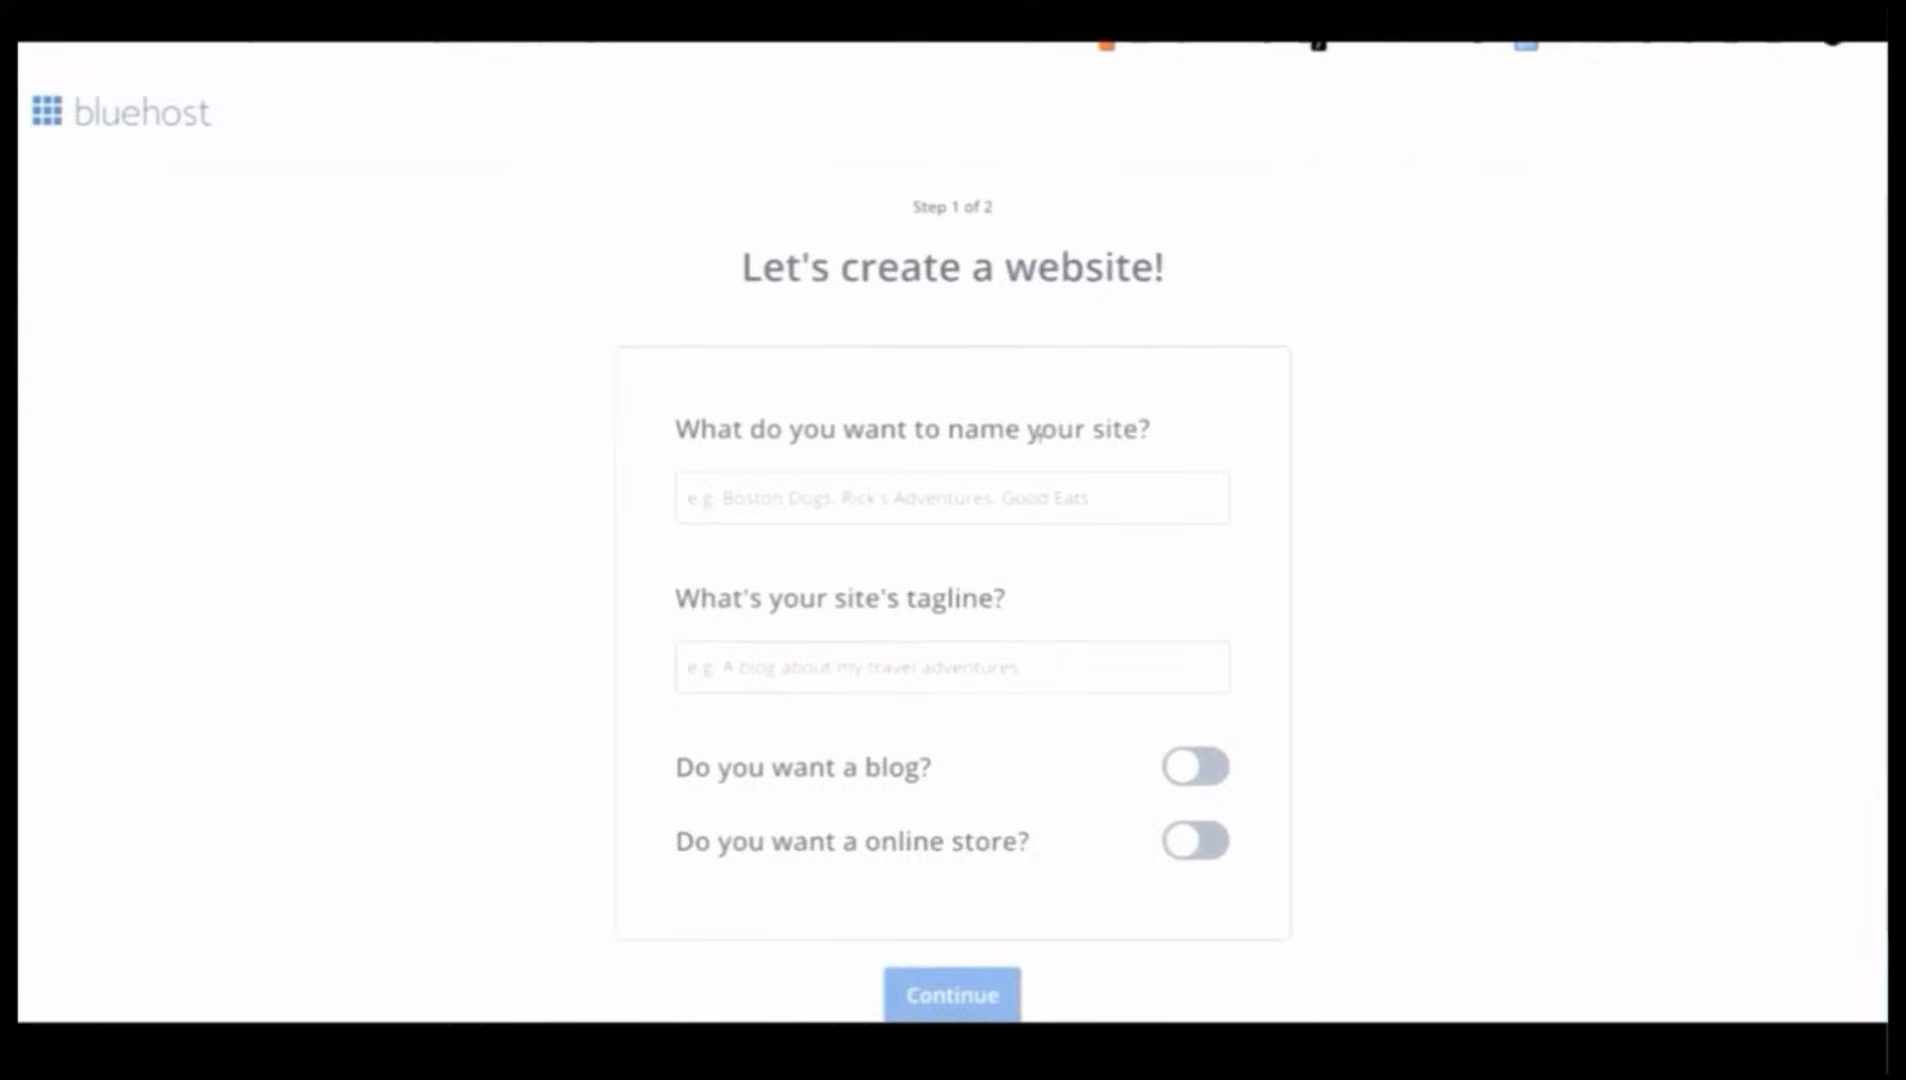 bluehost
Step 1 of 2
Let's create a website!
What do you want to name your site?
e.g. Boston Dogs, Rick's Adventures, Good Eats
What's your site's tagline?
e.g. A blog about my travel adventures
Do you want a blog?
Do you want a online store?
Continue